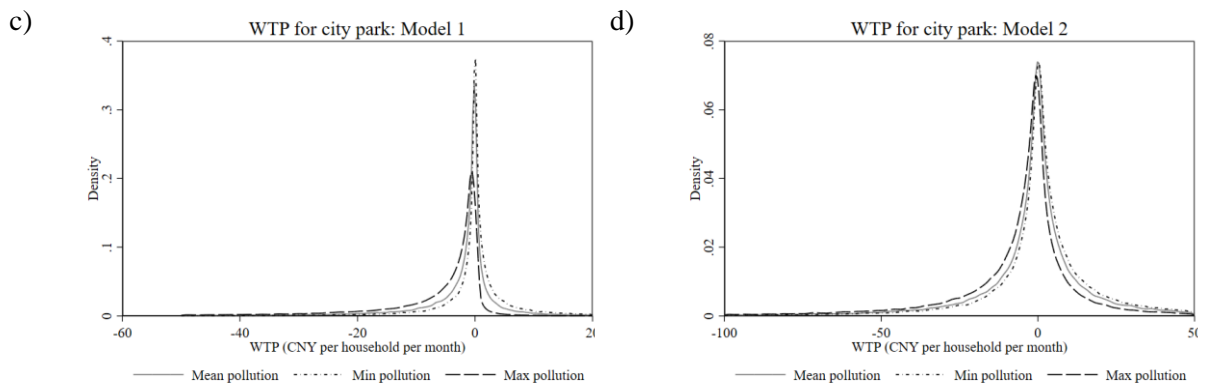 c)
WTP for city park: Model 1
Density
.4
.3
.2
.1
0
-60
-40
-20
0
20
WTP (CNY per household per month)
Mean pollution
Min pollution
Max pollution
d)
WTP for city park: Model 2
Density
.08
.06
.04
.02
0
-100
-50
0
50
WTP (CNY per household per month)
Mean pollution
Min pollution
Max pollution